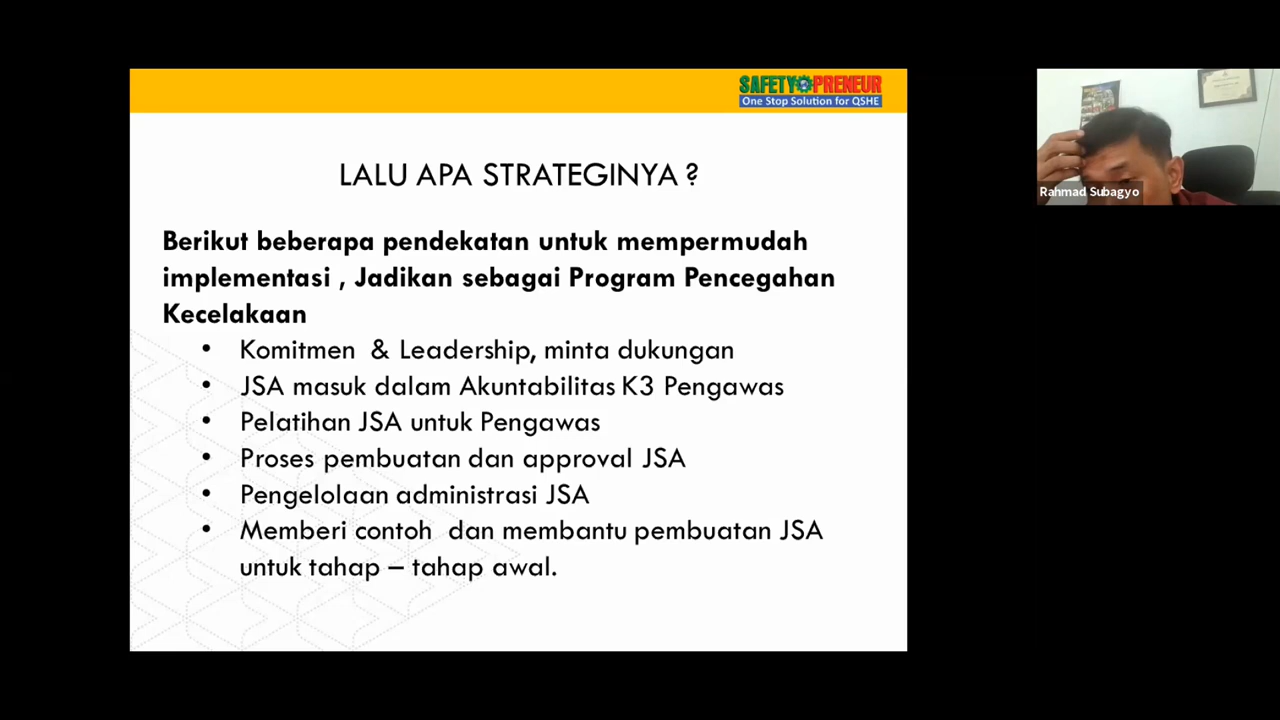 SAFETY PRENEUR
One Stop Solution for QSHE
LALU APA STRATEGINYA ?
Berikut beberapa pendekatan untuk mempermudah
implementasi , Jadikan sebagai Program Pencegahan
Kecelakaan
• Komitmen & Leadership, minta dukungan
• JSA masuk dalam Akuntabilitas K3 Pengawas
• Pelatihan JSA untuk Pengawas
• Proses pembuatan dan approval JSA
• Pengelolaan administrasi JSA
• Memberi contoh dan membantu pembuatan JSA
untuk tahap – tahap awal.
Rahmad Subagyo